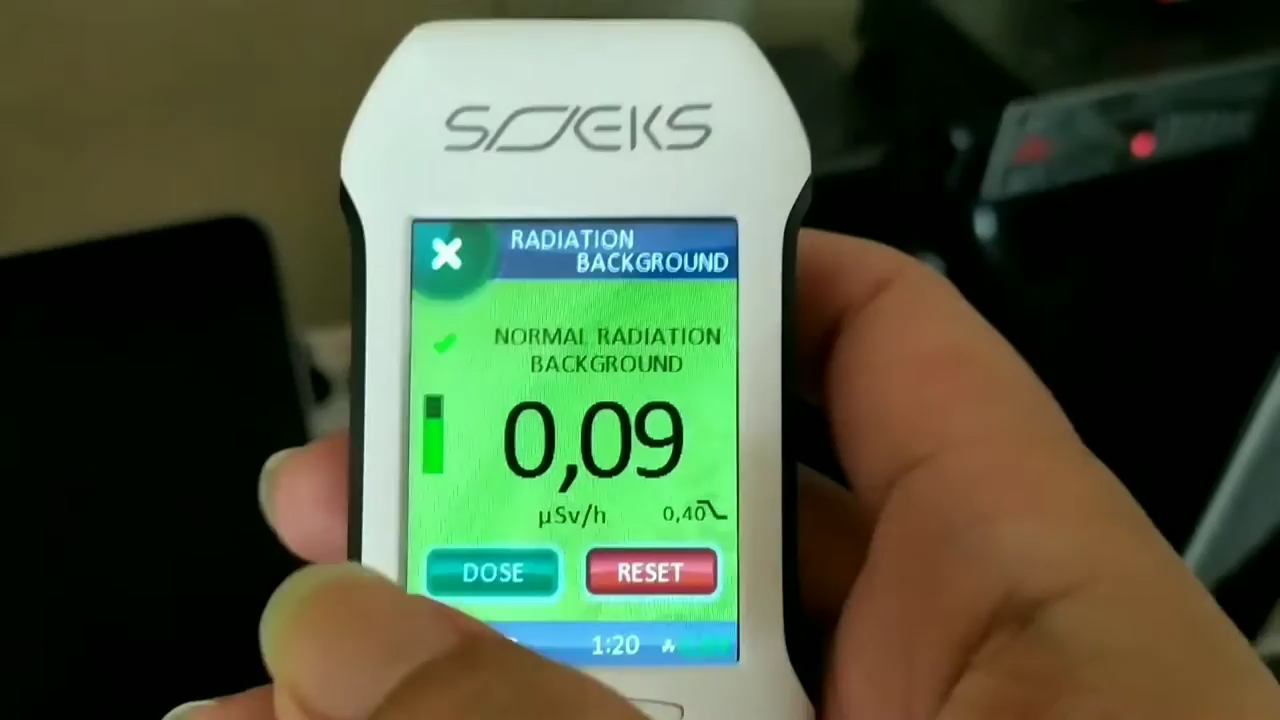 SOEKS
RADIATION
BACKGROUND
NORMAL RADIATION
BACKGROUND
0,09
µSv/h
0,40
DOSE
RESET
1:20